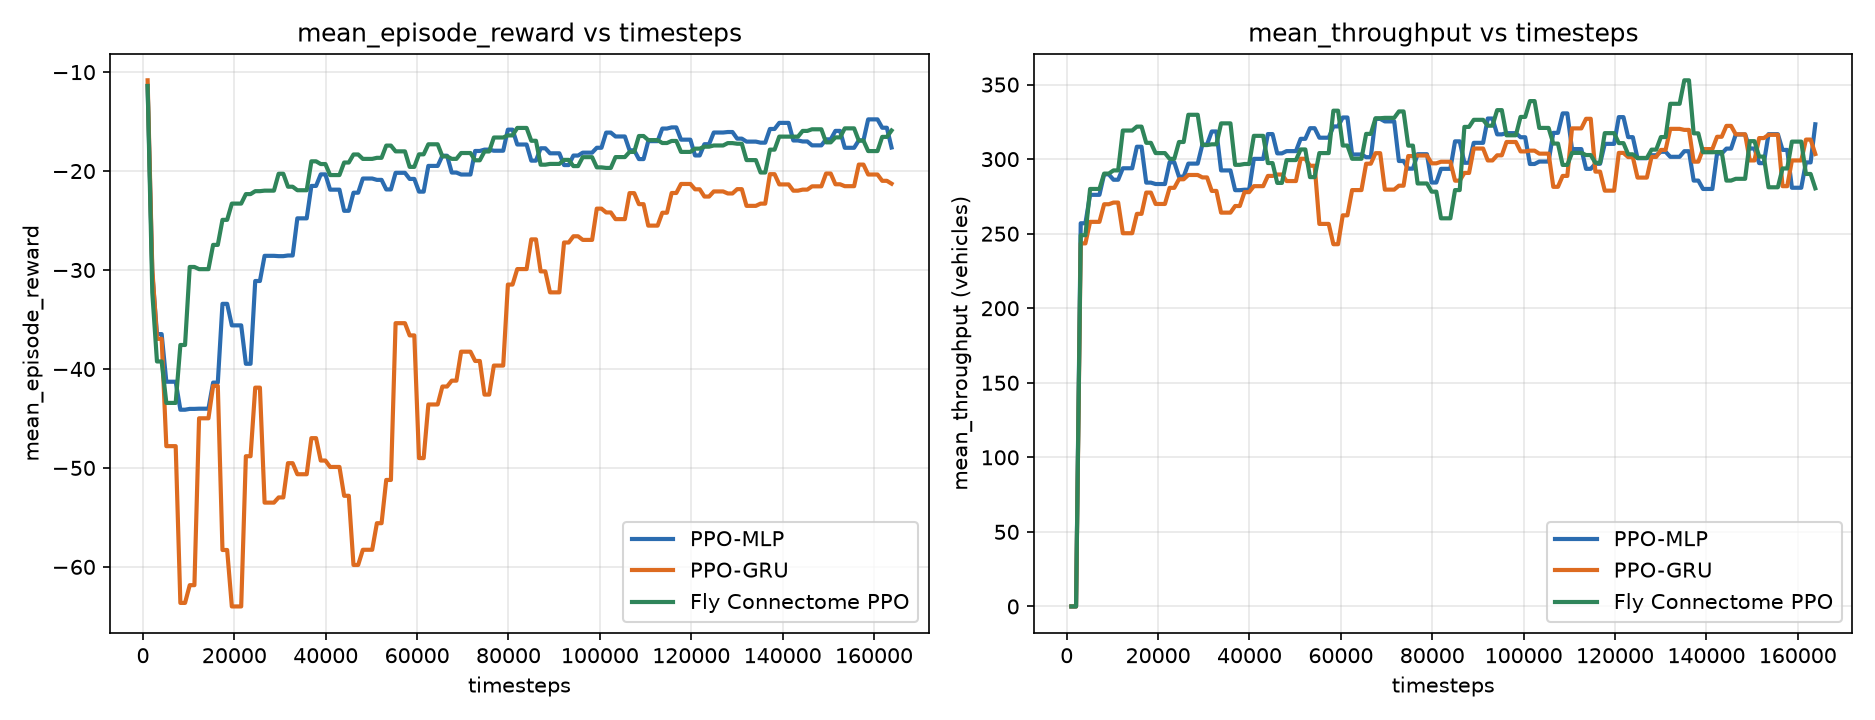 mean_episode_reward vs timesteps
mean_episode_reward
−10
−20
−30
−40
−50
−60
0 20000 40000 60000 80000 100000 120000 140000 160000
timesteps
PPO-MLP
PPO-GRU
Fly Connectome PPO
mean_throughput vs timesteps
mean_throughput (vehicles)
350
300
250
200
150
100
50
0
0 20000 40000 60000 80000 100000 120000 140000 160000
timesteps
PPO-MLP
PPO-GRU
Fly Connectome PPO